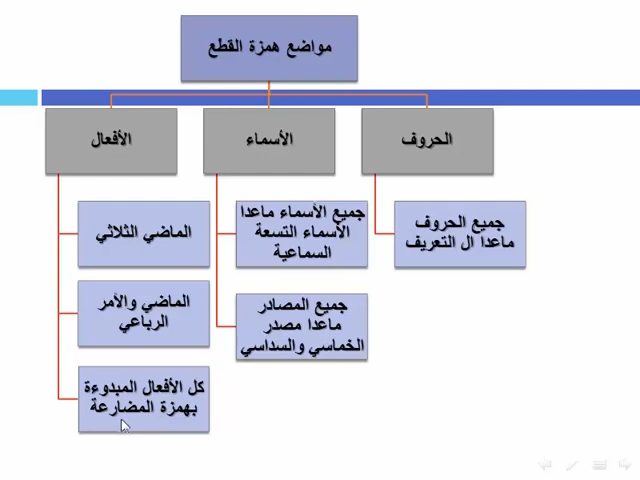 مواضع همزة القطع
الحروف
الأسماء
الأفعال
جميع الحروف
ماعدا ال التعريف
جميع الأسماء ماعدا
الأسماء التسعة
السماعية
جميع المصادر
ماعدا مصدر
الخماسي والسداسي
الماضي الثلاثي
الماضي والأمر
الرباعي
كل الأفعال المبدوءة
بهمزة المضارعة